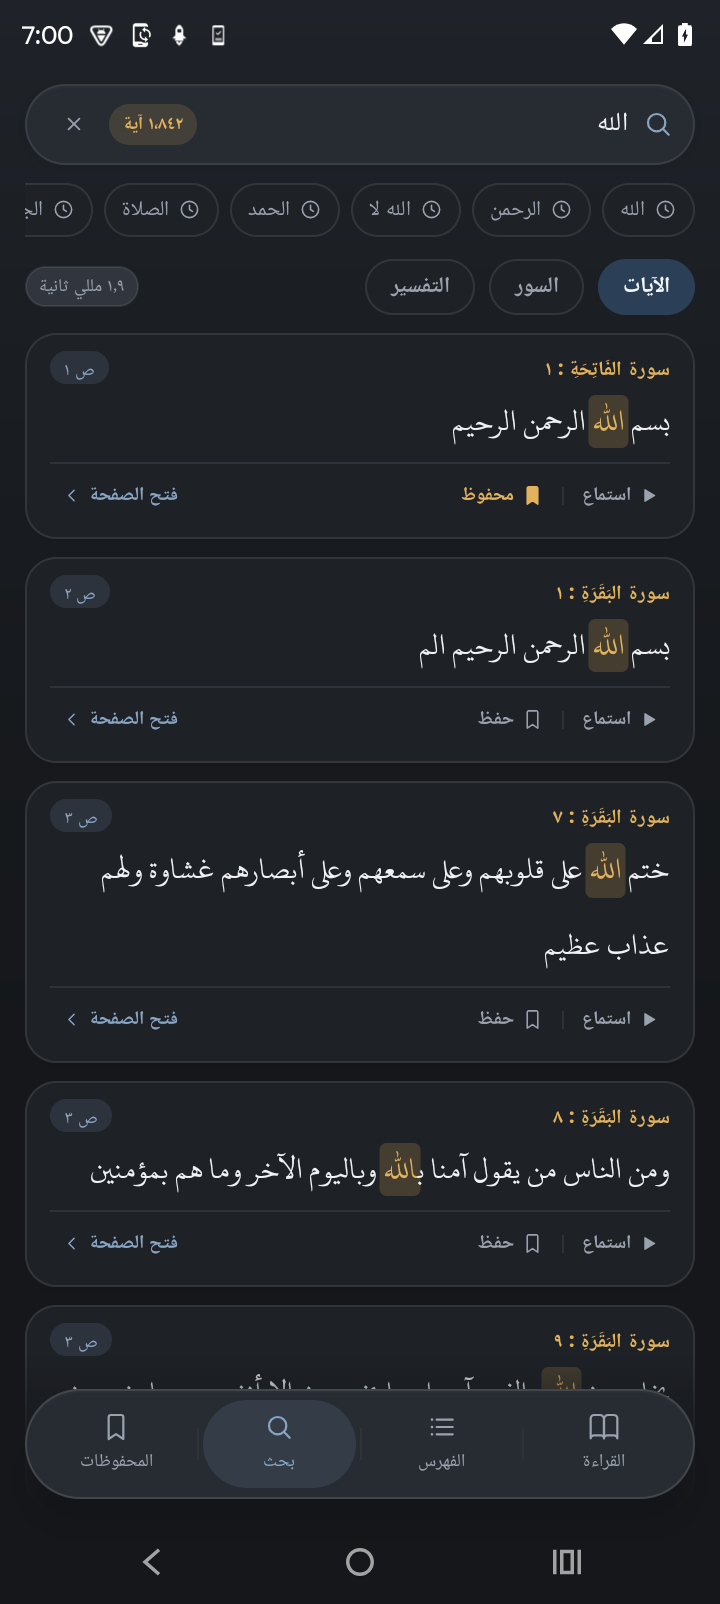 7:00
الله
١٬٨٤٢ آية
الله
الرحمن
الله لا
الحمد
الصلاة
الآيات
السور
التفسير
١,٩ مللي ثانية
سورة الفَاتِحَةِ : ١
ص ١
بسم الله الرحمن الرحيم
استماع
محفوظ
فتح الصفحة
سورة البَقَرَةِ : ١
ص ٢
بسم الله الرحمن الرحيم الم
استماع
حفظ
فتح الصفحة
سورة البَقَرَةِ : ٧
ص ٣
ختم الله على قلوبهم وعلى سمعهم وعلى أبصارهم غشاوة ولهم
عذاب عظيم
استماع
حفظ
فتح الصفحة
سورة البَقَرَةِ : ٨
ص ٣
ومن الناس من يقول آمنا بالله وباليوم الآخر وما هم بمؤمنين
استماع
حفظ
فتح الصفحة
سورة البَقَرَةِ : ٩
ص ٣
القراءة
الفهرس
بحث
المحفوظات